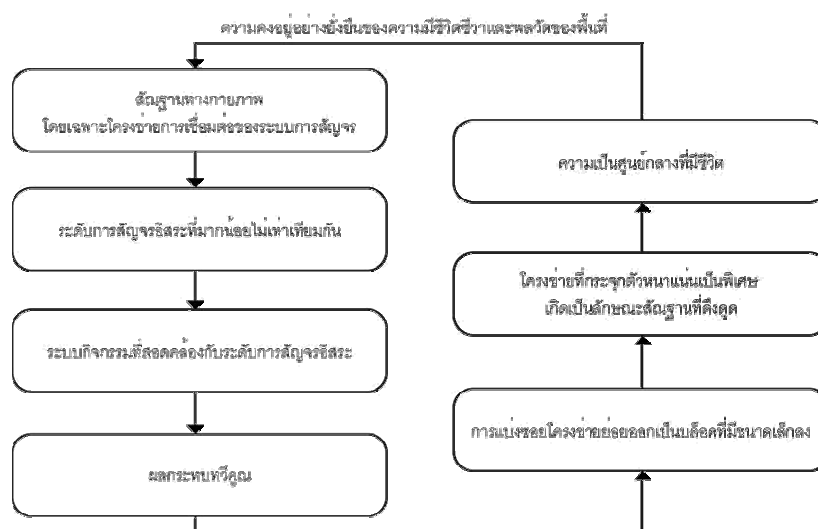 ความคงอยู่อย่างยั่งยืนของความมีชีวิตชีวาและพลวัตของพื้นที่
สัณฐานทางกายภาพ
โดยเฉพาะโครงข่ายการเชื่อมต่อของระบบการสัญจร
ระดับการสัญจรอิสระที่มากน้อยไม่เท่าเทียมกัน
ระบบกิจกรรมที่สอดคล้องกับระดับการสัญจรอิสระ
ผลกระทบทวีคูณ
ความเป็นศูนย์กลางที่มีชีวิต
โครงข่ายที่กระจุกตัวหนาแน่นเป็นพิเศษ
เกิดเป็นลักษณะสัณฐานที่ดึงดูด
การแบ่งซอยโครงข่ายย่อยออกเป็นบล็อคที่มีขนาดเล็กลง